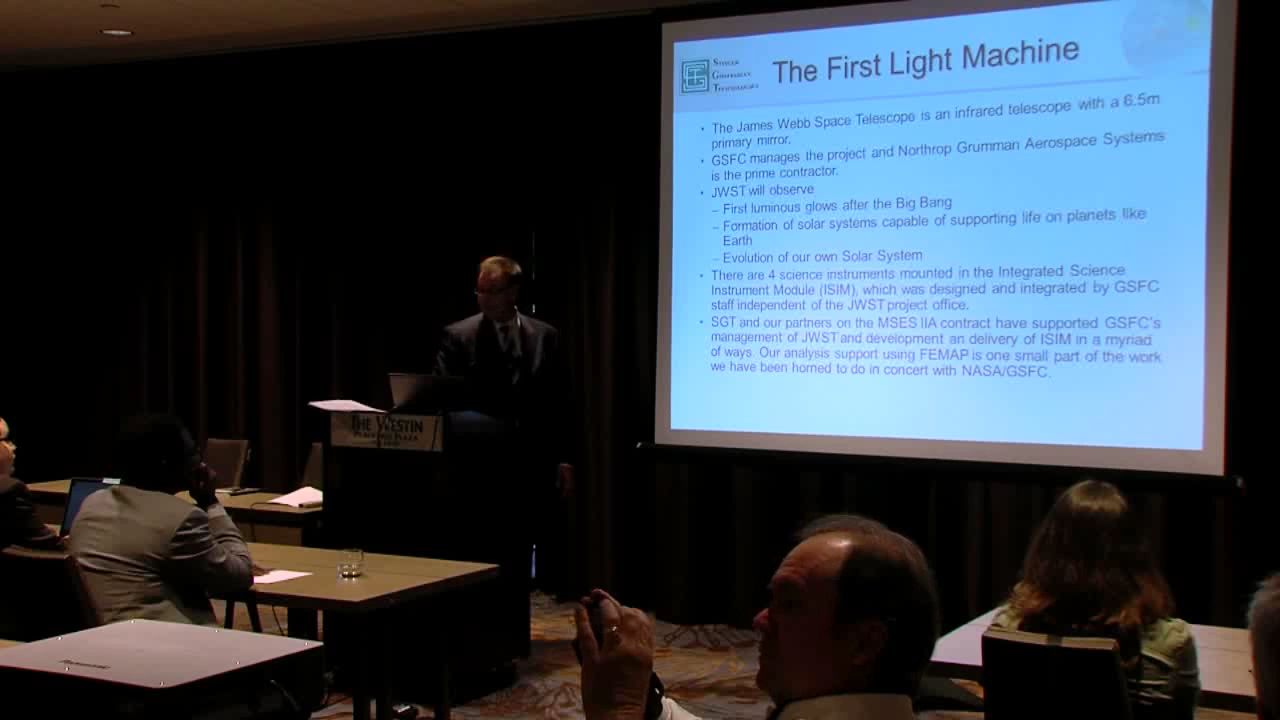 STINGER
GHAFFARIAN
TECHNOLOGIES
The First Light Machine
• The James Webb Space Telescope is an infrared telescope with a 6.5m
primary mirror.
• GSFC manages the project and Northrop Grumman Aerospace Systems
is the prime contractor.
• JWST will observe
– First luminous glows after the Big Bang
– Formation of solar systems capable of supporting life on planets like
Earth
– Evolution of our own Solar System
• There are 4 science instruments mounted in the Integrated Science
Instrument Module (ISIM), which was designed and integrated by GSFC
staff independent of the JWST project office.
• SGT and our partners on the MSES IIA contract have supported GSFC's
management of JWST and development an delivery of ISIM in a myriad
of ways. Our analysis support using FEMAP is one small part of the work
we have been horned to do in concert with NASA/GSFC.
THE WESTIN
Panasonic